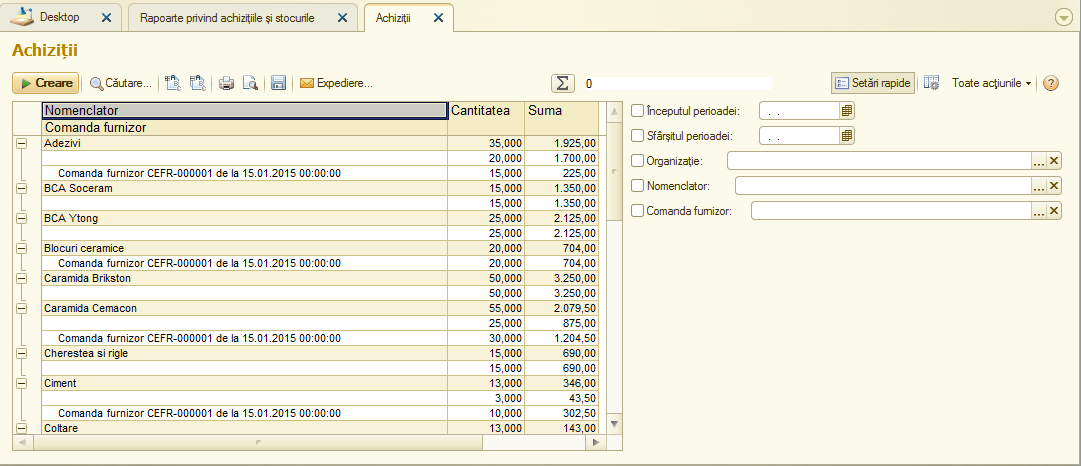 Desktop
Rapoarte privind achizițiile și stocurile
Achiziții
Achiziții
Creare Căutare... Expediere... Σ 0 Setări rapide Toate acțiunile
Nomenclator Cantitatea Suma
Comanda furnizor
Adezivi 35,000 1.925,00
20,000 1.700,00
Comanda furnizor CEFR-000001 de la 15.01.2015 00:00:00 15,000 225,00
BCA Soceram 15,000 1.350,00
15,000 1.350,00
BCA Ytong 25,000 2.125,00
25,000 2.125,00
Blocuri ceramice 20,000 704,00
Comanda furnizor CEFR-000001 de la 15.01.2015 00:00:00 20,000 704,00
Caramida Brikston 50,000 3.250,00
50,000 3.250,00
Caramida Cemacon 55,000 2.079,50
25,000 875,00
Comanda furnizor CEFR-000001 de la 15.01.2015 00:00:00 30,000 1.204,50
Cherestea si rigle 15,000 690,00
15,000 690,00
Ciment 13,000 346,00
3,000 43,50
Comanda furnizor CEFR-000001 de la 15.01.2015 00:00:00 10,000 302,50
Coltare 13,000 143,00
Începutul perioadei: . .
Sfârșitul perioadei: . .
Organizație: ...
Nomenclator: ...
Comanda furnizor: ...